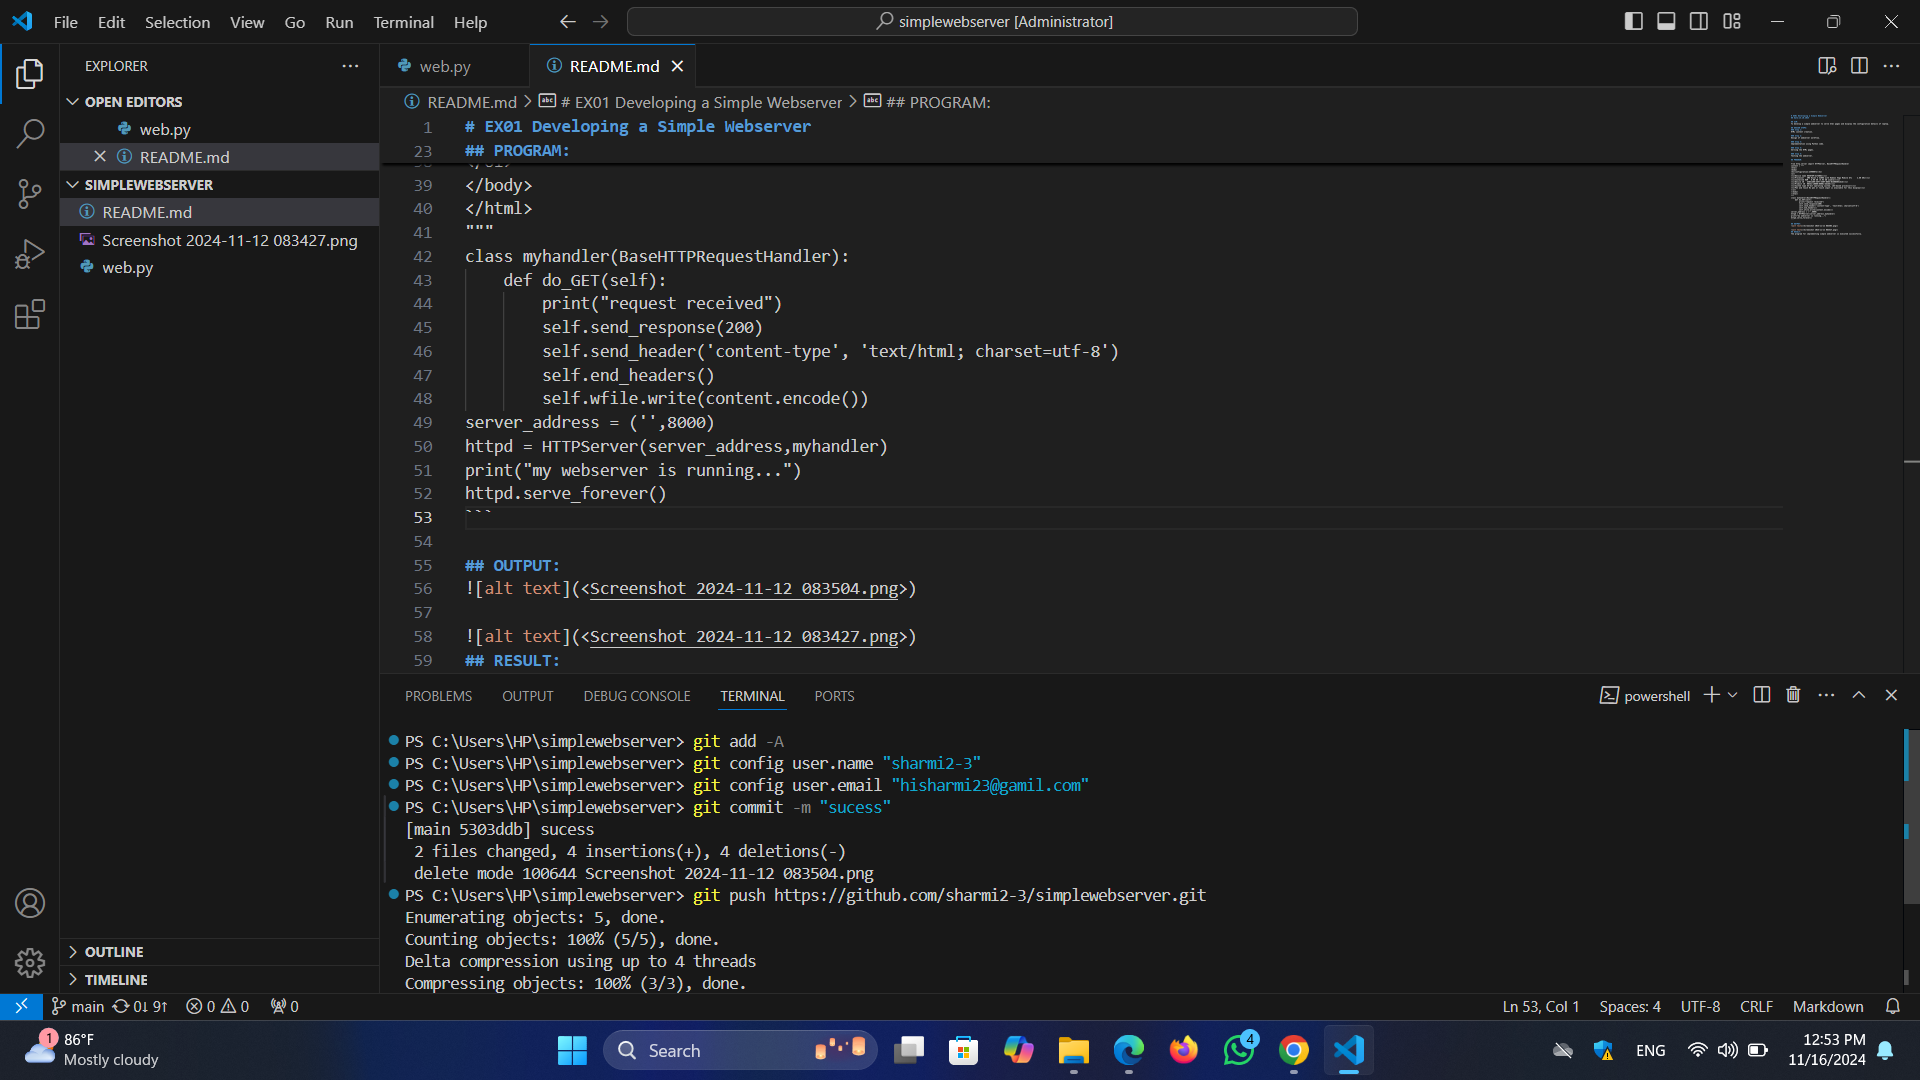 File Edit Selection View Go Run Terminal Help
simplewebserver [Administrator]
EXPLORER
OPEN EDITORS
web.py
README.md
SIMPLEWEBSERVER
README.md
Screenshot 2024-11-12 083427.png
web.py
OUTLINE
TIMELINE
web.py
README.md
README.md > # EX01 Developing a Simple Webserver > ## PROGRAM:
1 # EX01 Developing a Simple Webserver
23 ## PROGRAM:
39 </body>
40 </html>
41 """
42 class myhandler(BaseHTTPRequestHandler):
43 def do_GET(self):
44 print("request received")
45 self.send_response(200)
46 self.send_header('content-type', 'text/html; charset=utf-8')
47 self.end_headers()
48 self.wfile.write(content.encode())
49 server_address = ('',8000)
50 httpd = HTTPServer(server_address,myhandler)
51 print("my webserver is running...")
52 httpd.serve_forever()
53 ```
54
55 ## OUTPUT:
56 ![alt text](<Screenshot 2024-11-12 083504.png>)
57
58 ![alt text](<Screenshot 2024-11-12 083427.png>)
59 ## RESULT:
PROBLEMS OUTPUT DEBUG CONSOLE TERMINAL PORTS
powershell
PS C:\Users\HP\simplewebserver> git add -A
PS C:\Users\HP\simplewebserver> git config user.name "sharmi2-3"
PS C:\Users\HP\simplewebserver> git config user.email "hisharmi23@gamil.com"
PS C:\Users\HP\simplewebserver> git commit -m "sucess"
[main 5303ddb] sucess
2 files changed, 4 insertions(+), 4 deletions(-)
delete mode 100644 Screenshot 2024-11-12 083504.png
PS C:\Users\HP\simplewebserver> git push https://github.com/sharmi2-3/simplewebserver.git
Enumerating objects: 5, done.
Counting objects: 100% (5/5), done.
Delta compression using up to 4 threads
Compressing objects: 100% (3/3), done.
main 0↓ 9↑ 0 0 0
Ln 53, Col 1 Spaces: 4 UTF-8 CRLF Markdown
1
86°F
Mostly cloudy
Search
4
ENG
12:53 PM
11/16/2024